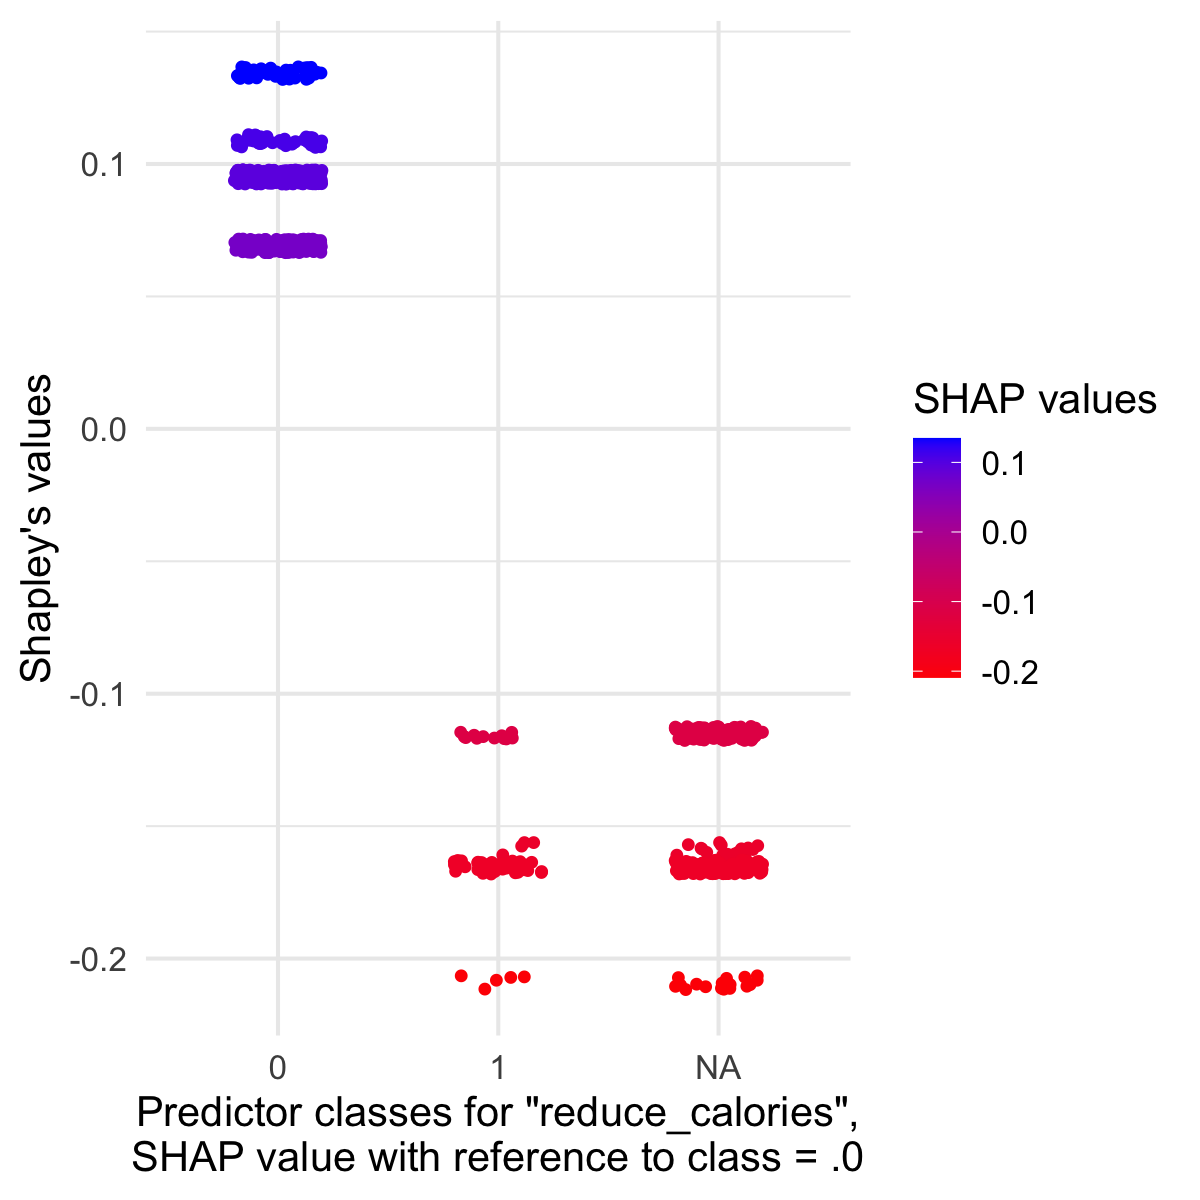 Shapley's values
0.1
0.0
-0.1
-0.2
0
1
NA
Predictor classes for "reduce_calories",
SHAP value with reference to class = .0
SHAP values
0.1
0.0
-0.1
-0.2